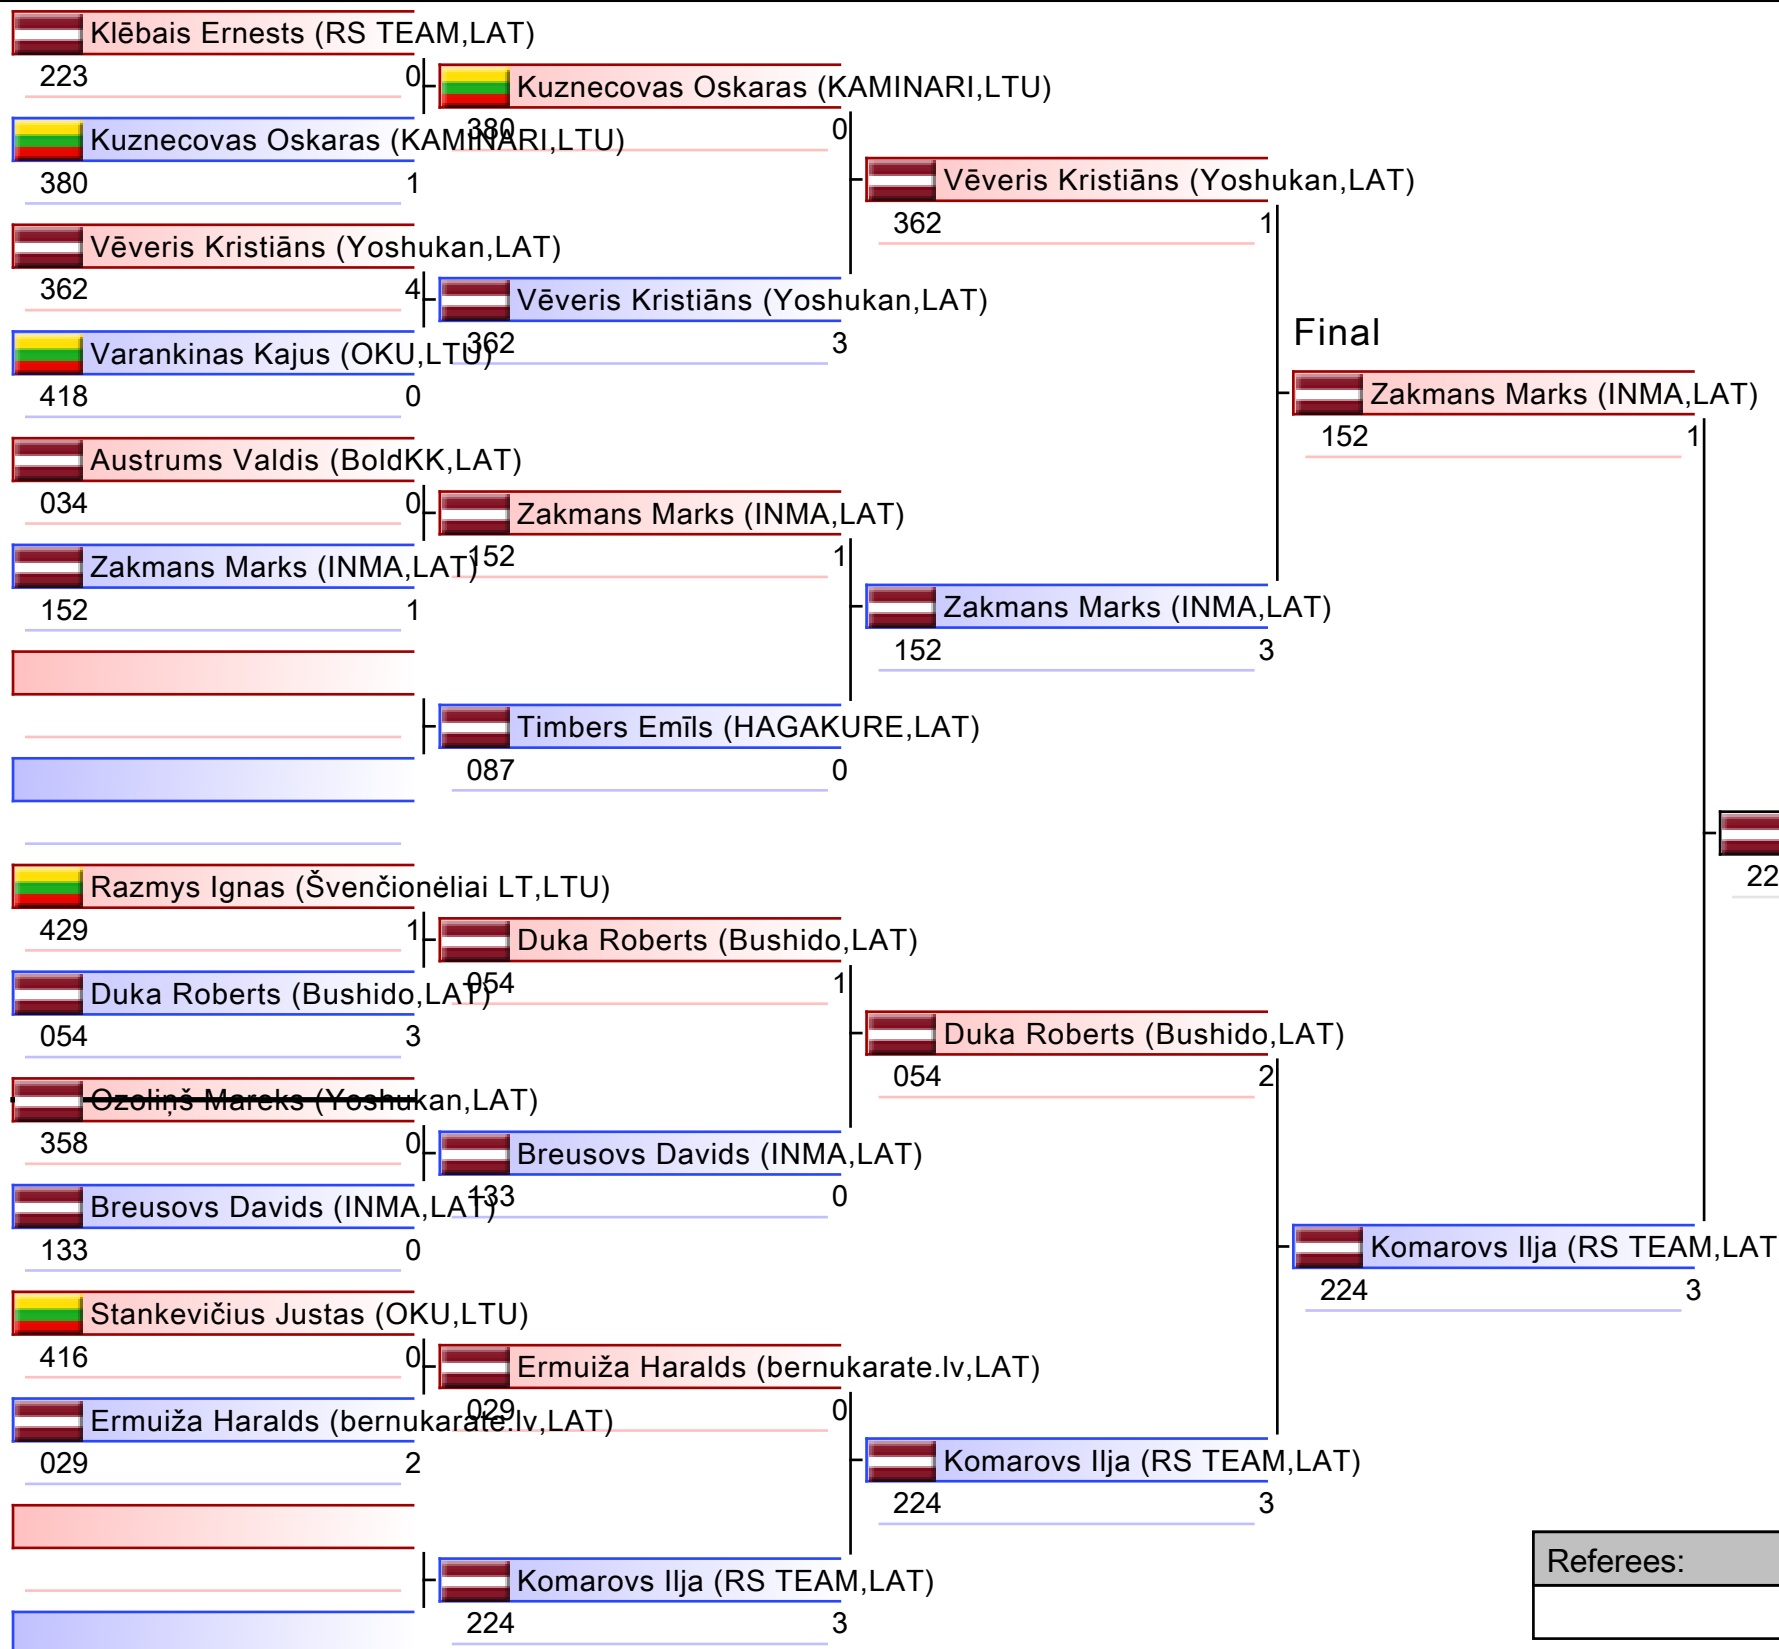 Klēbais Ernests (RS TEAM,LAT)
223 0
Kuznecovas Oskaras (KAMINARI,LTU)
380 1
Vēveris Kristiāns (Yoshukan,LAT)
362 4
Varankinas Kajus (OKU,LTU)
418 0
Austrums Valdis (BoldKK,LAT)
034 0
Zakmans Marks (INMA,LAT)
152 1
Razmys Ignas (Švenčionėliai LT,LTU)
429 1
Duka Roberts (Bushido,LAT)
054 3
Ozoliņš Mareks (Yoshukan,LAT)
358 0
Breusovs Davids (INMA,LAT)
133 0
Stankevičius Justas (OKU,LTU)
416 0
Ermuiža Haralds (bernukarate.lv,LAT)
029 2
Kuznecovas Oskaras (KAMINARI,LTU)
380 0
Vēveris Kristiāns (Yoshukan,LAT)
362 3
Zakmans Marks (INMA,LAT)
152 1
Timbers Emīls (HAGAKURE,LAT)
087 0
Duka Roberts (Bushido,LAT)
054 1
Breusovs Davids (INMA,LAT)
133 0
Ermuiža Haralds (bernukarate.lv,LAT)
029 0
Komarovs Ilja (RS TEAM,LAT)
224 3
Vēveris Kristiāns (Yoshukan,LAT)
362 1
Zakmans Marks (INMA,LAT)
152 3
Duka Roberts (Bushido,LAT)
054 2
Komarovs Ilja (RS TEAM,LAT)
224 3
Final
Zakmans Marks (INMA,LAT)
152 1
Komarovs Ilja (RS TEAM,LAT
224 3
22
Referees: